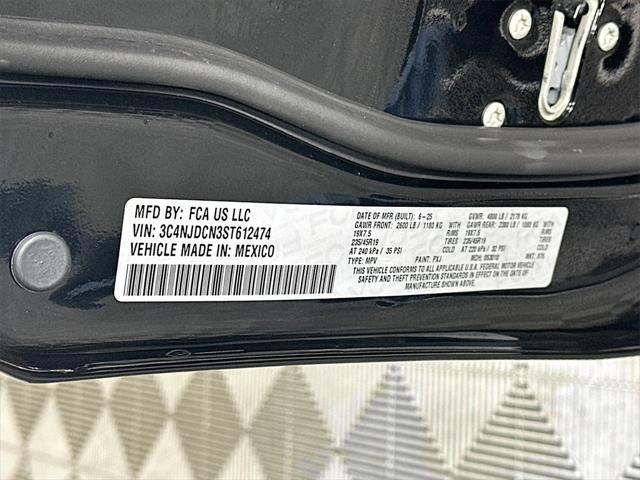 MFD BY: FCA US LLC
VIN: 3C4NJDCN3ST612474
VEHICLE MADE IN: MEXICO
DATE OF MFR (BUILT): 6-25 GVWR: 4800 LB / 2178 KG
GAWR FRONT: 2600 LB / 1180 KG GAWR REAR: 2380 LB / 1080 KG
19X7.5 RIMS 19X7.5 RIMS
235/45R19 TIRES 235/45R19 TIRES
AT 240 kPa / 35 PSI COLD AT 220 kPa / 32 PSI COLD
TYPE: MPV PAINT: PXJ MDH: 053010
THIS VEHICLE CONFORMS TO ALL APPLICABLE U.S.A. FEDERAL MOTOR VEHICLE
SAFETY AND THEFT PREVENTION STANDARDS IN EFFECT ON THE DATE OF
MANUFACTURE SHOWN ABOVE.